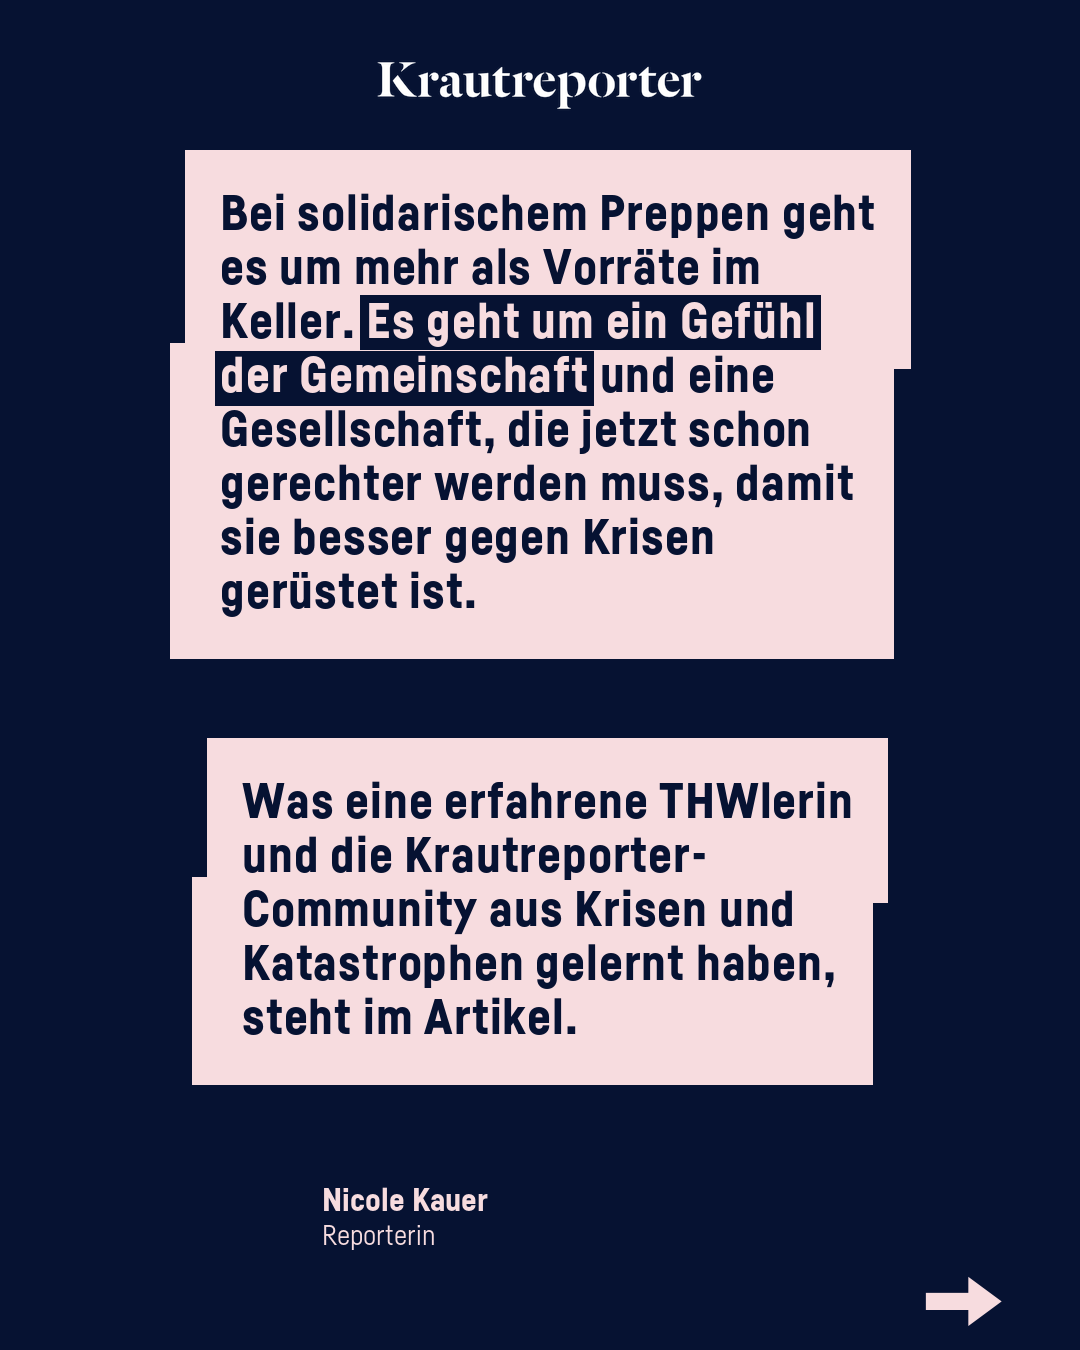 Krautreporter
Bei solidarischem Preppen geht
es um mehr als Vorräte im
Keller. Es geht um ein Gefühl
der Gemeinschaft und eine
Gesellschaft, die jetzt schon
gerechter werden muss, damit
sie besser gegen Krisen
gerüstet ist.
Was eine erfahrene THWlerin
und die Krautreporter-
Community aus Krisen und
Katastrophen gelernt haben,
steht im Artikel.
Nicole Kauer
Reporterin